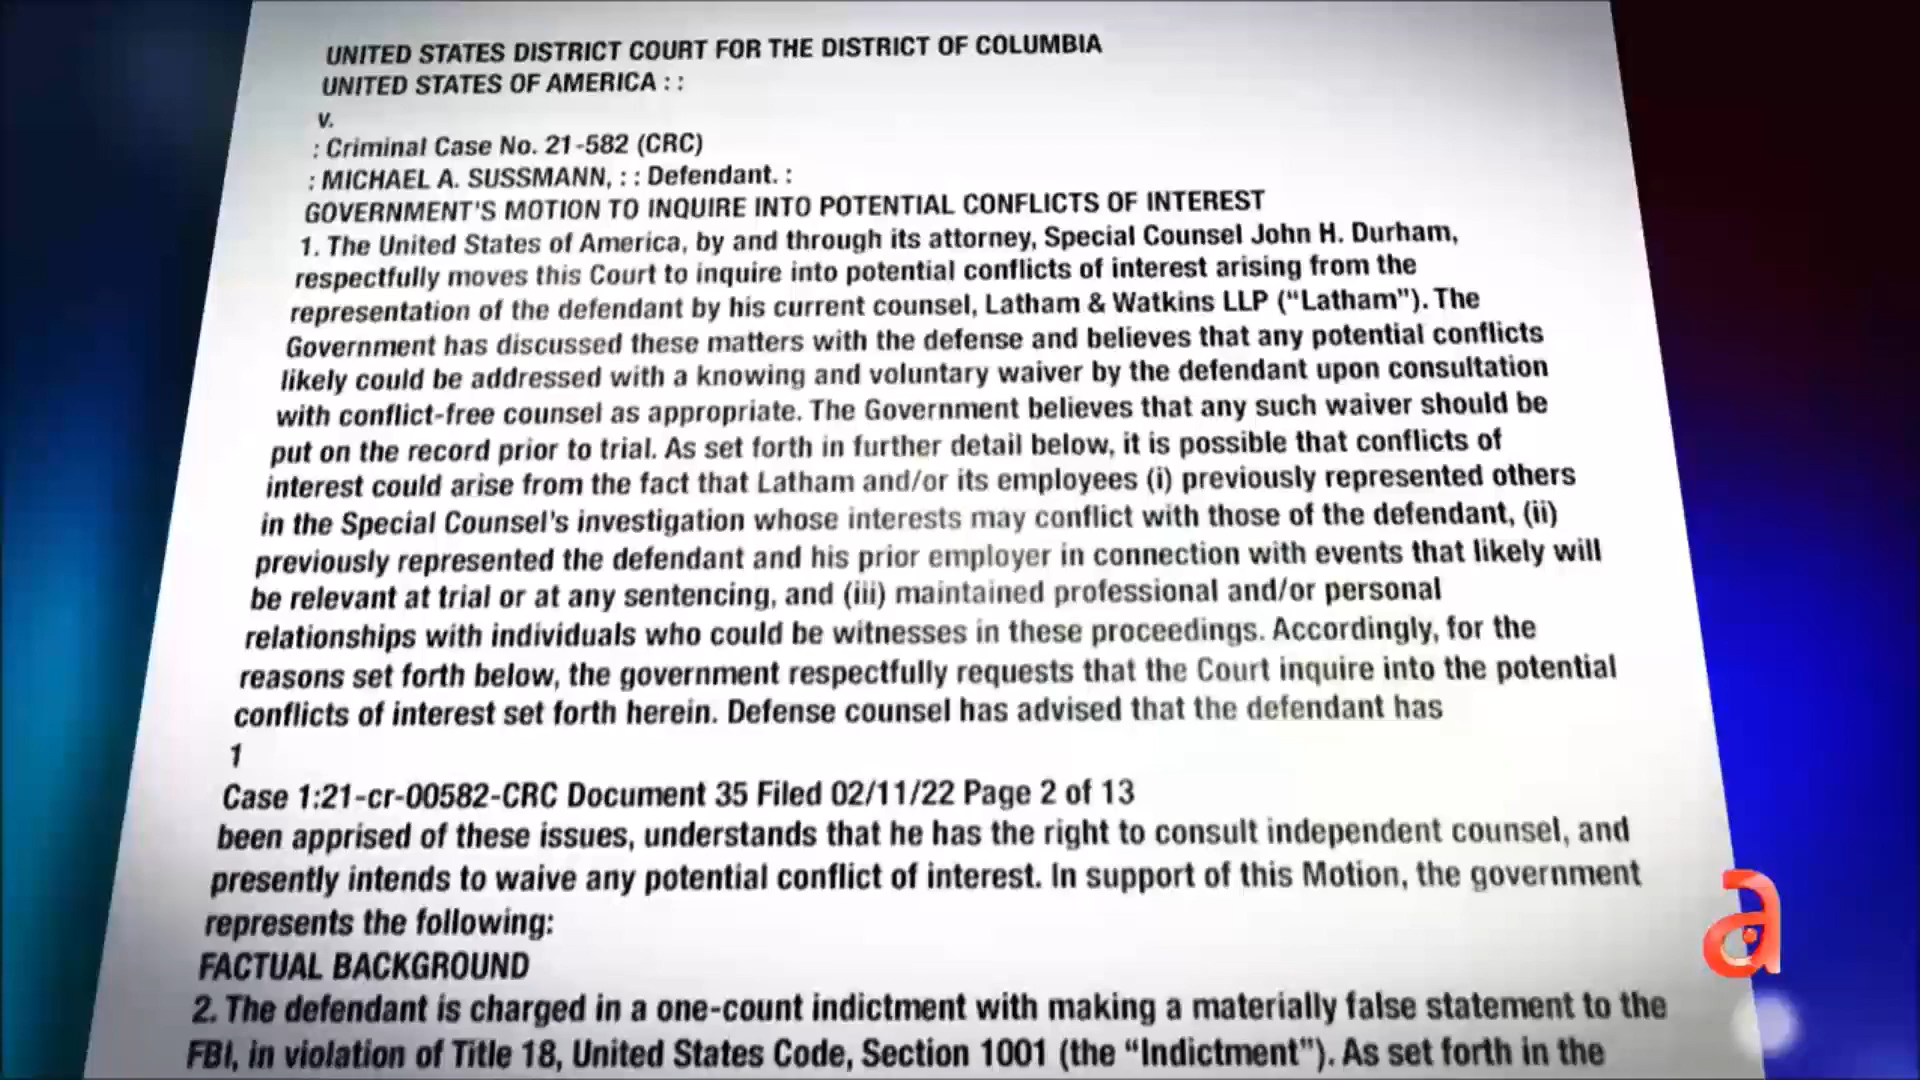 UNITED STATES DISTRICT COURT FOR THE DISTRICT OF COLUMBIA
UNITED STATES OF AMERICA : :
v.
: Criminal Case No. 21-582 (CRC)
: MICHAEL A. SUSSMANN, : : Defendant. :
GOVERNMENT'S MOTION TO INQUIRE INTO POTENTIAL CONFLICTS OF INTEREST
1. The United States of America, by and through its attorney, Special Counsel John H. Durham,
respectfully moves this Court to inquire into potential conflicts of interest arising from the
representation of the defendant by his current counsel, Latham & Watkins LLP (“Latham”). The
Government has discussed these matters with the defense and believes that any potential conflicts
likely could be addressed with a knowing and voluntary waiver by the defendant upon consultation
with conflict-free counsel as appropriate. The Government believes that any such waiver should be
put on the record prior to trial. As set forth in further detail below, it is possible that conflicts of
interest could arise from the fact that Latham and/or its employees (i) previously represented others
in the Special Counsel's investigation whose interests may conflict with those of the defendant, (ii)
previously represented the defendant and his prior employer in connection with events that likely will
be relevant at trial or at any sentencing, and (iii) maintained professional and/or personal
relationships with individuals who could be witnesses in these proceedings. Accordingly, for the
reasons set forth below, the government respectfully requests that the Court inquire into the potential
conflicts of interest set forth herein. Defense counsel has advised that the defendant has
1
Case 1:21-cr-00582-CRC Document 35 Filed 02/11/22 Page 2 of 13
been apprised of these issues, understands that he has the right to consult independent counsel, and
presently intends to waive any potential conflict of interest. In support of this Motion, the government
represents the following:
FACTUAL BACKGROUND
2. The defendant is charged in a one-count indictment with making a materially false statement to the
FBI, in violation of Title 18, United States Code, Section 1001 (the “Indictment”). As set forth in the
a